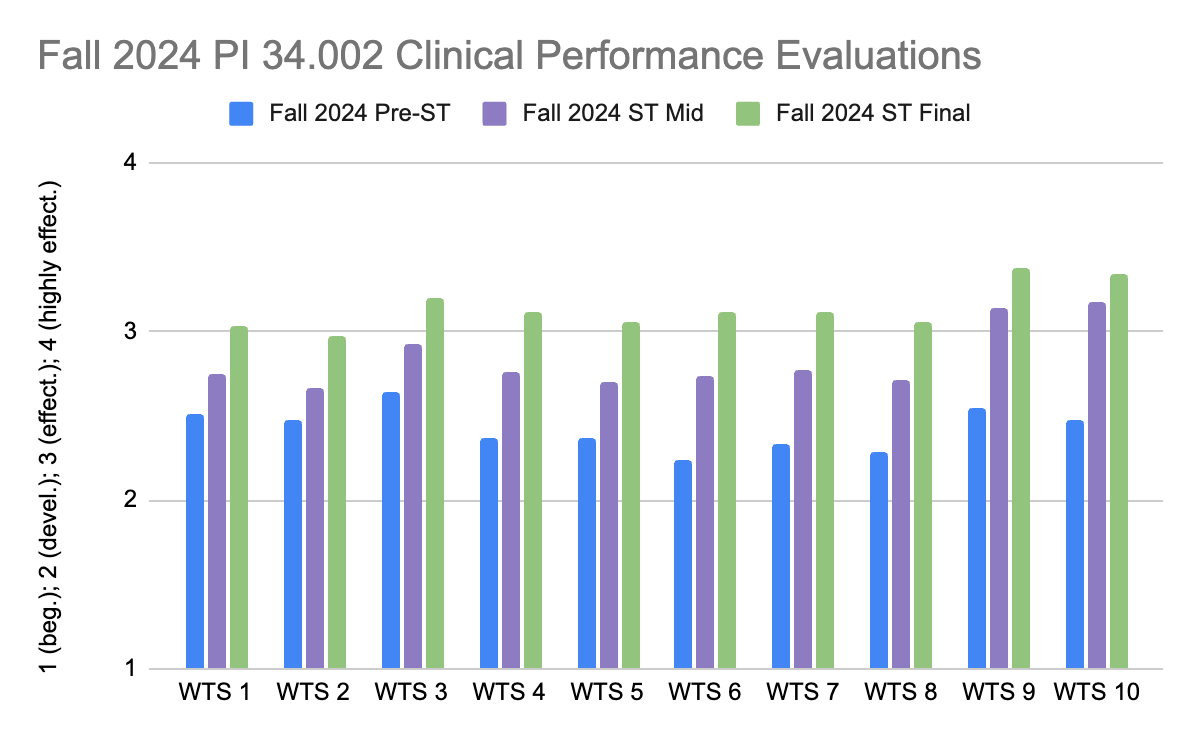 Fall 2024 PI 34.002 Clinical Performance Evaluations
Fall 2024 Pre-ST Fall 2024 ST Mid Fall 2024 ST Final
1 (beg.); 2 (devel.); 3 (effect.); 4 (highly effect.)
4
3
2
1
WTS 1 WTS 2 WTS 3 WTS 4 WTS 5 WTS 6 WTS 7 WTS 8 WTS 9 WTS 10